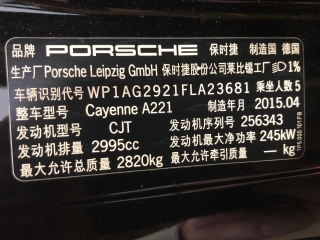 品牌 PORSCHE 保时捷 制造国 德国
生产厂 Porsche Leipzig GmbH 保时捷股份公司莱比锡工厂 1%
车辆识别代号 WP1AG2921FLA23681 乘坐人数 5
整车型号 Cayenne A221 制造年月 2015.04
发动机型号 CJT 发动机序列号 256343
发动机排量 2995cc 发动机最大净功率 245kW
最大允许总质量 2820kg 最大允许牵引质量 — kg